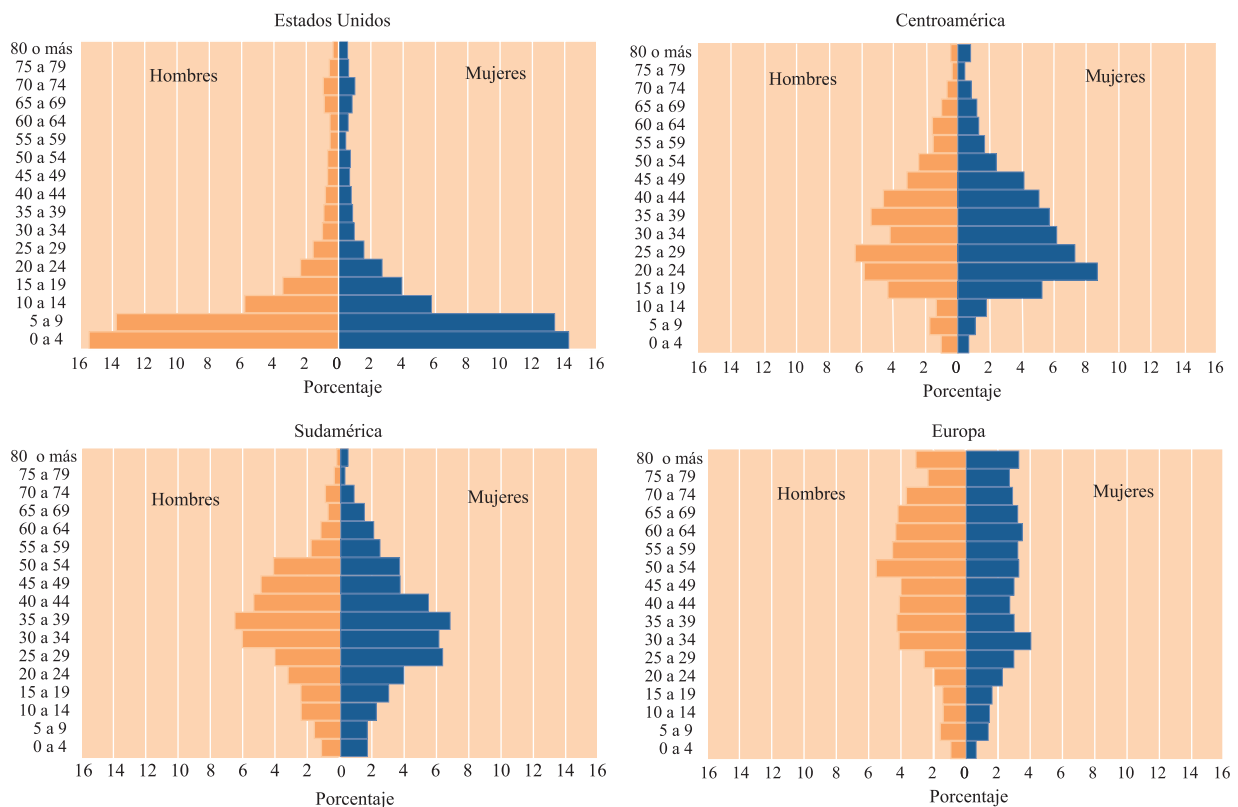 Estados Unidos
80 o más
75 a 79
70 a 74
65 a 69
60 a 64
55 a 59
50 a 54
45 a 49
40 a 44
35 a 39
30 a 34
25 a 29
20 a 24
15 a 19
10 a 14
5 a 9
0 a 4
Hombres
Mujeres
16 14 12 10 8 6 4 2 0 2 4 6 8 10 12 14 16
Porcentaje
Centroamérica
80 o más
75 a 79
70 a 74
65 a 69
60 a 64
55 a 59
50 a 54
45 a 49
40 a 44
35 a 39
30 a 34
25 a 29
20 a 24
15 a 19
10 a 14
5 a 9
0 a 4
Hombres
Mujeres
16 14 12 10 8 6 4 2 0 2 4 6 8 10 12 14 16
Porcentaje
Sudamérica
80 o más
75 a 79
70 a 74
65 a 69
60 a 64
55 a 59
50 a 54
45 a 49
40 a 44
35 a 39
30 a 34
25 a 29
20 a 24
15 a 19
10 a 14
5 a 9
0 a 4
Hombres
Mujeres
16 14 12 10 8 6 4 2 0 2 4 6 8 10 12 14 16
Porcentaje
Europa
80 o más
75 a 79
70 a 74
65 a 69
60 a 64
55 a 59
50 a 54
45 a 49
40 a 44
35 a 39
30 a 34
25 a 29
20 a 24
15 a 19
10 a 14
5 a 9
0 a 4
Hombres
Mujeres
16 14 12 10 8 6 4 2 0 2 4 6 8 10 12 14 16
Porcentaje